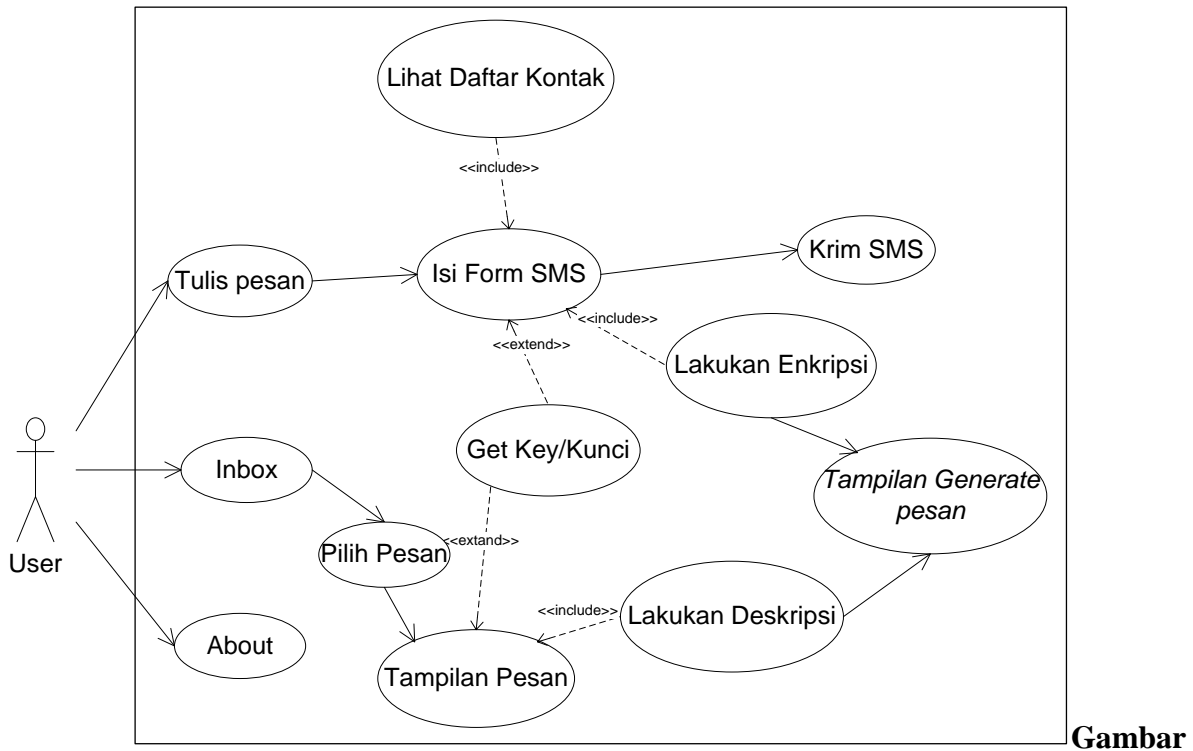 Lihat Daftar Kontak
<<include>>
Tulis pesan
Isi Form SMS
Krim SMS
<<include>>
<<extend>>
Lakukan Enkripsi
Get Key/Kunci
Inbox
Tampilan Generate
pesan
User
Pilih Pesan
<<extand>>
<<include>>
Lakukan Deskripsi
About
Tampilan Pesan
Gambar